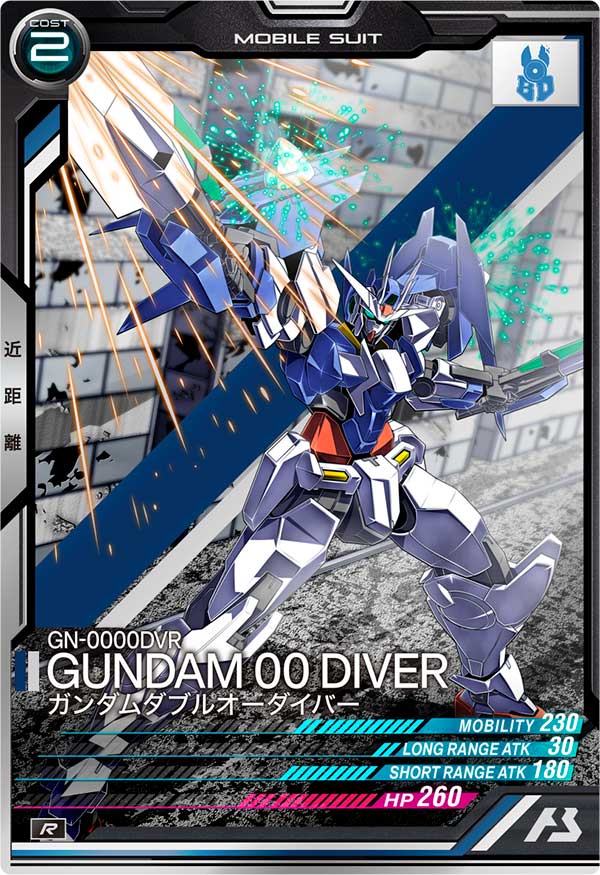 COST
2
MOBILE SUIT
BD
近距離
GN-0000DVR
GUNDAM 00 DIVER
ガンダムダブルオーダイバー
MOBILITY 230
LONG RANGE ATK 30
SHORT RANGE ATK 180
HP 260
R